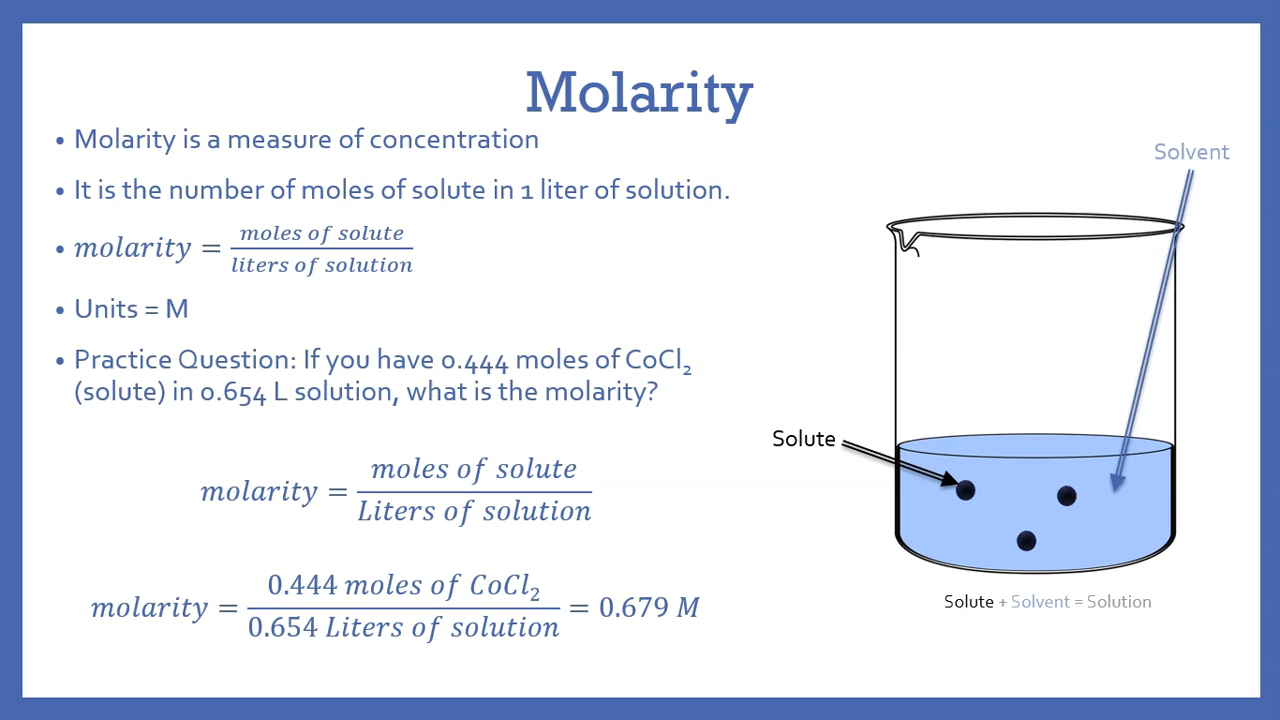 Molarity
• Molarity is a measure of concentration
• It is the number of moles of solute in 1 liter of solution.
• molarity = moles of solute / liters of solution
• Units = M
• Practice Question: If you have 0.444 moles of CoCl₂
(solute) in 0.654 L solution, what is the molarity?
molarity = moles of solute / Liters of solution
molarity = 0.444 moles of CoCl₂ / 0.654 Liters of solution = 0.679 M
Solvent
Solute
Solute + Solvent = Solution